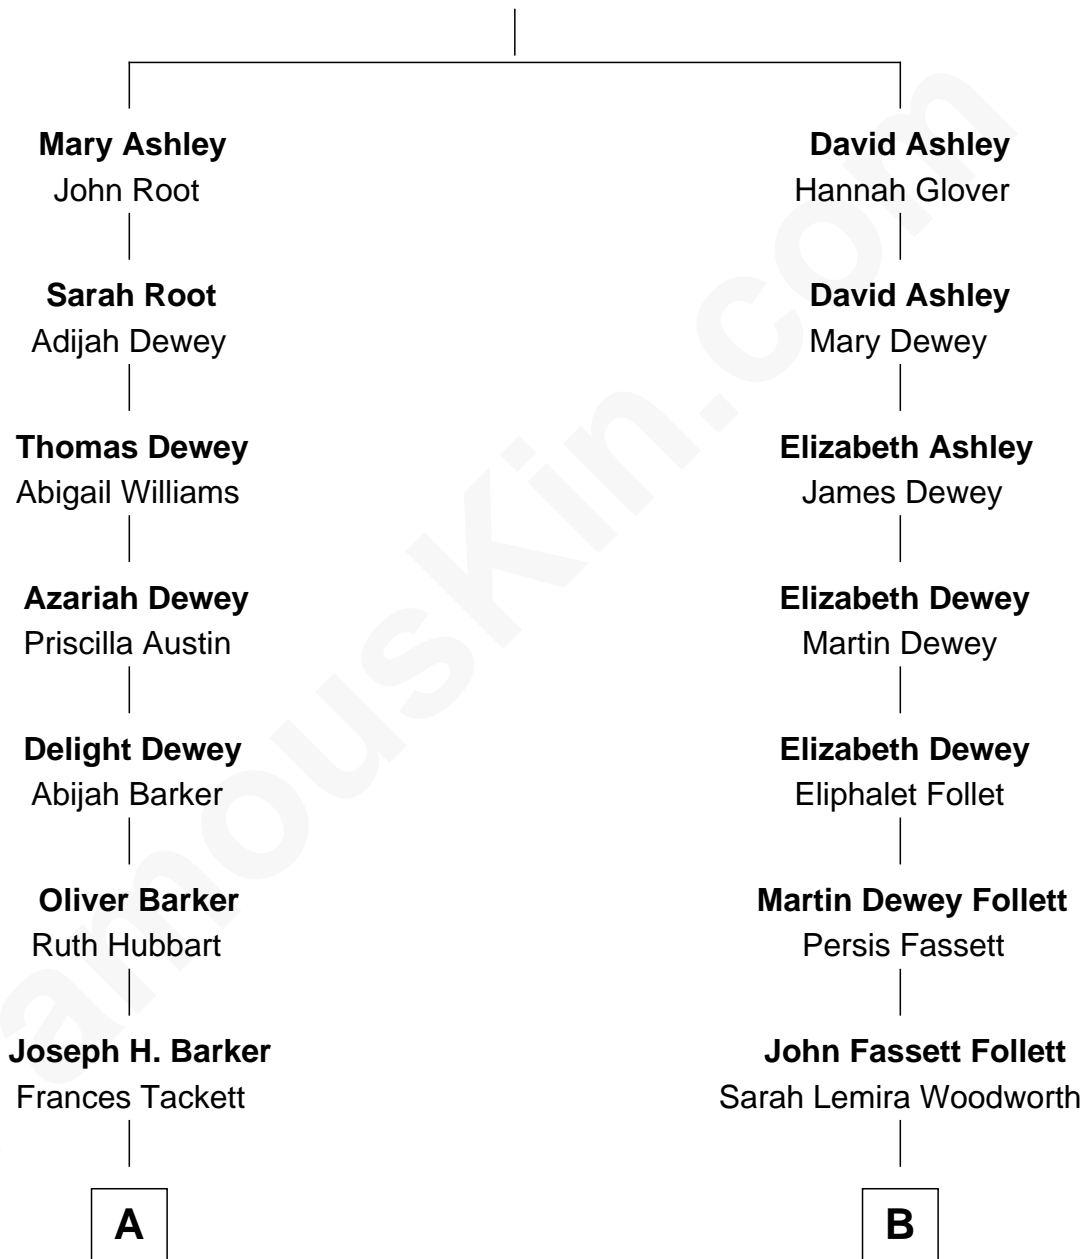 Mary Ashley
John Root
Sarah Root
Adijah Dewey
Thomas Dewey
Abigail Williams
Azariah Dewey
Priscilla Austin
Delight Dewey
Abijah Barker
Oliver Barker
Ruth Hubbart
Joseph H. Barker
Frances Tackett
A
David Ashley
Hannah Glover
David Ashley
Mary Dewey
Elizabeth Ashley
James Dewey
Elizabeth Dewey
Martin Dewey
Elizabeth Dewey
Eliphalet Follet
Martin Dewey Follett
Persis Fassett
John Fassett Follett
Sarah Lemira Woodworth
B
amousKin.com